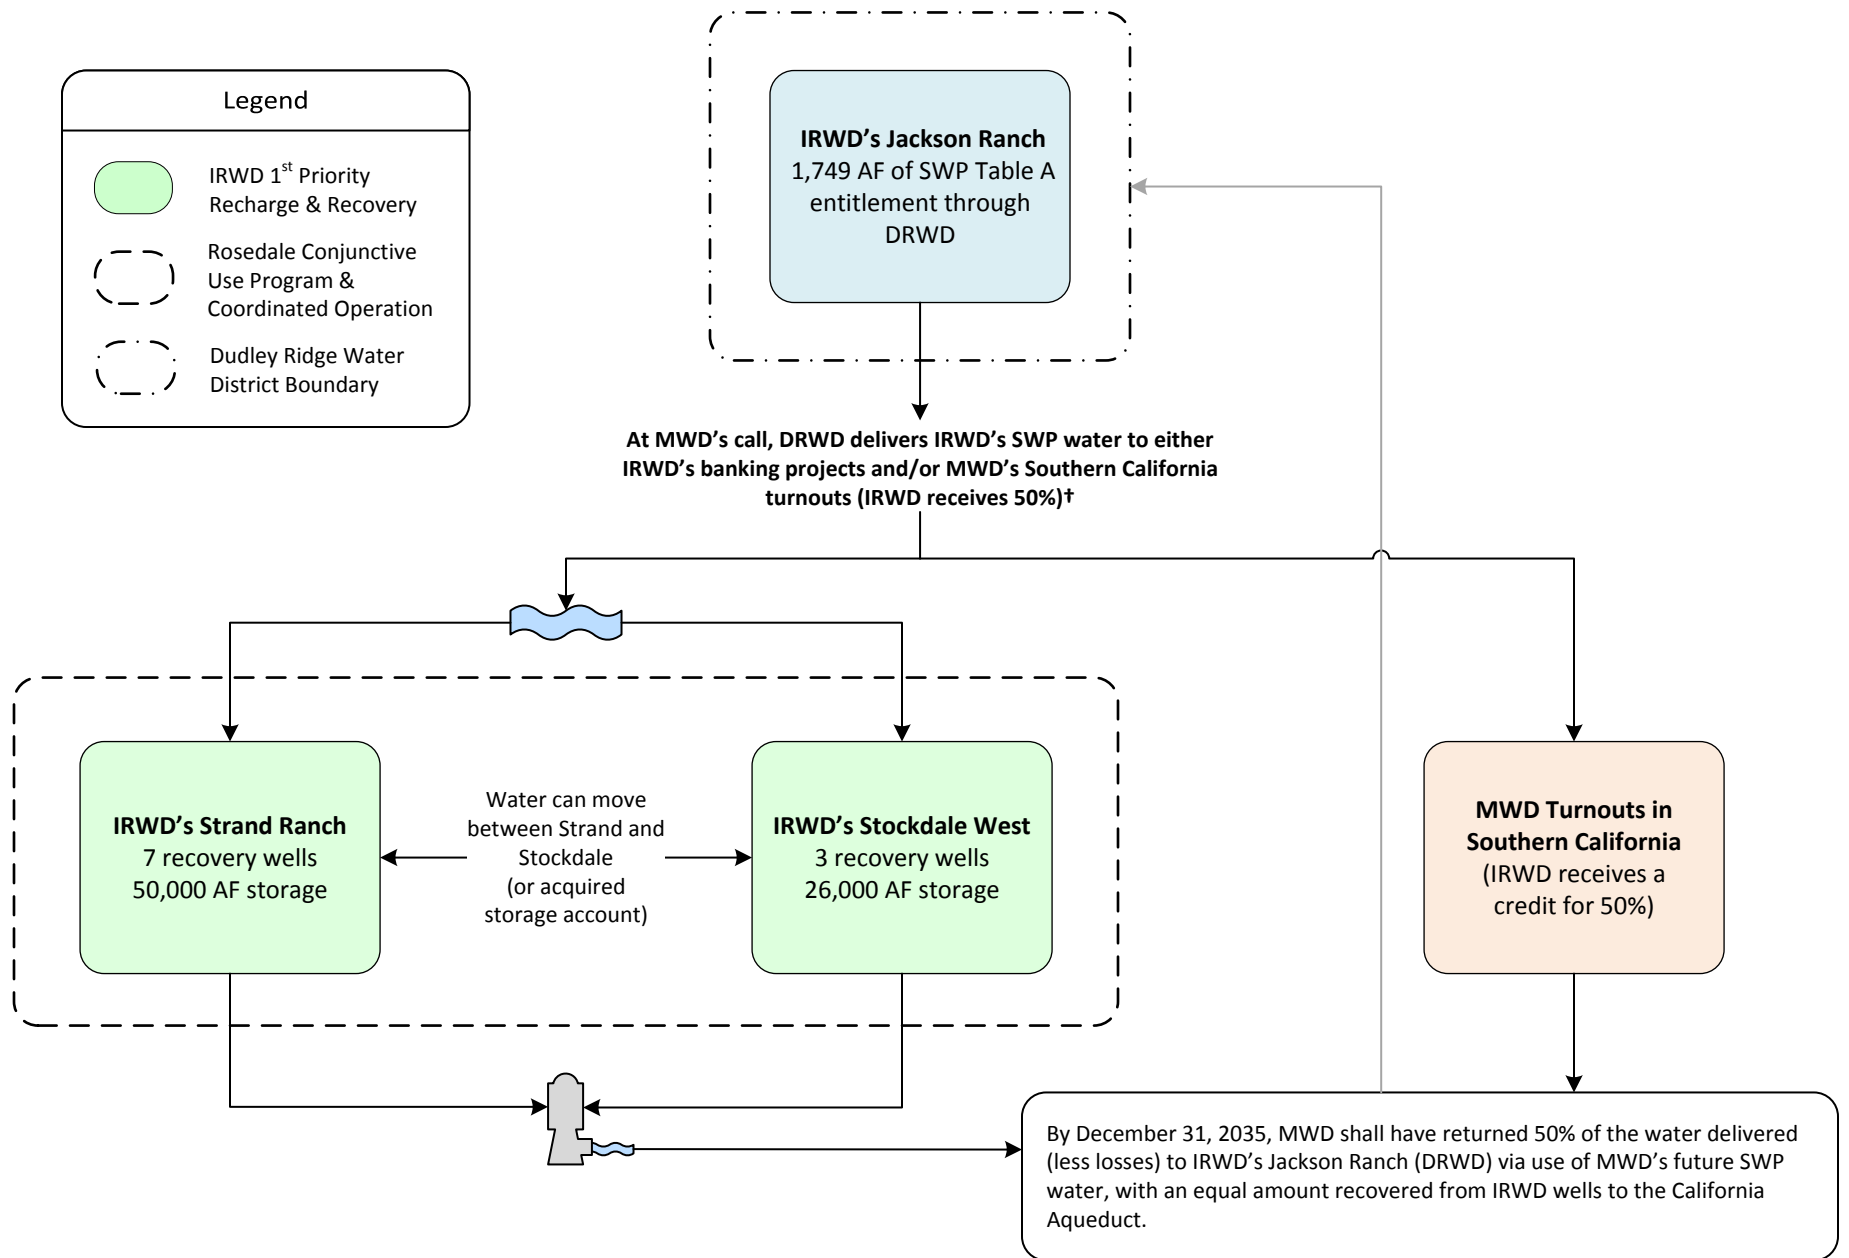 Legend
IRWD 1st Priority
Recharge & Recovery
Rosedale Conjunctive
Use Program &
Coordinated Operation
Dudley Ridge Water
District Boundary
IRWD’s Jackson Ranch
1,749 AF of SWP Table A
entitlement through
DRWD
At MWD’s call, DRWD delivers IRWD’s SWP water to either
IRWD’s banking projects and/or MWD’s Southern California
turnouts (IRWD receives 50%)†
IRWD’s Strand Ranch
7 recovery wells
50,000 AF storage
Water can move
between Strand and
Stockdale
(or acquired
storage account)
IRWD’s Stockdale West
3 recovery wells
26,000 AF storage
MWD Turnouts in
Southern California
(IRWD receives a
credit for 50%)
By December 31, 2035, MWD shall have returned 50% of the water delivered
(less losses) to IRWD’s Jackson Ranch (DRWD) via use of MWD’s future SWP
water, with an equal amount recovered from IRWD wells to the California
Aqueduct.